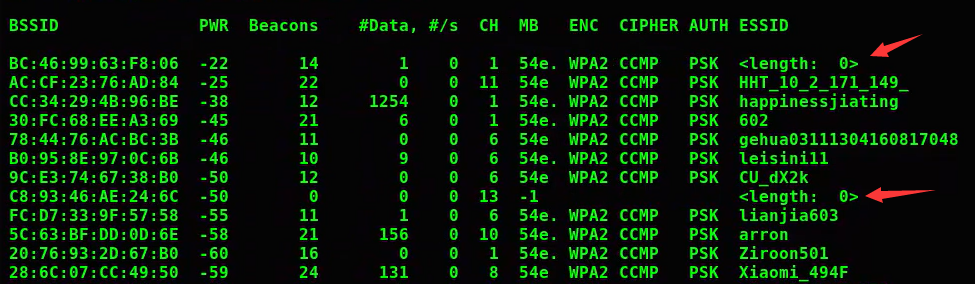 BSSID PWR Beacons #Data, #/s CH MB ENC CIPHER AUTH ESSID
BC:46:99:63:F8:06 -22 14 1 0 1 54e. WPA2 CCMP PSK <length: 0>
AC:CF:23:76:AD:84 -25 22 0 0 11 54e. WPA2 CCMP PSK HHT_10_2_171_149_
CC:34:29:4B:96:BE -38 12 1254 0 1 54e. WPA2 CCMP PSK happinessjiating
30:FC:68:EE:A3:69 -45 21 6 0 1 54e. WPA2 CCMP PSK 602
78:44:76:AC:BC:3B -46 11 0 0 6 54e. WPA2 CCMP PSK gehua03111304160817048
B0:95:8E:97:0C:6B -46 10 9 0 6 54e. WPA2 CCMP PSK leisini11
9C:E3:74:67:38:B0 -50 12 0 0 6 54e WPA2 CCMP PSK CU_dX2k
C8:93:46:AE:24:6C -50 0 0 0 13 -1 <length: 0>
FC:D7:33:9F:57:58 -55 11 1 0 6 54e. WPA2 CCMP PSK lianjia603
5C:63:BF:DD:0D:6E -58 21 156 0 10 54e. WPA2 CCMP PSK arron
20:76:93:2D:67:B0 -60 16 0 0 1 54e. WPA2 CCMP PSK Ziroon501
28:6C:07:CC:49:50 -59 24 131 0 8 54e WPA2 CCMP PSK Xiaomi_494F